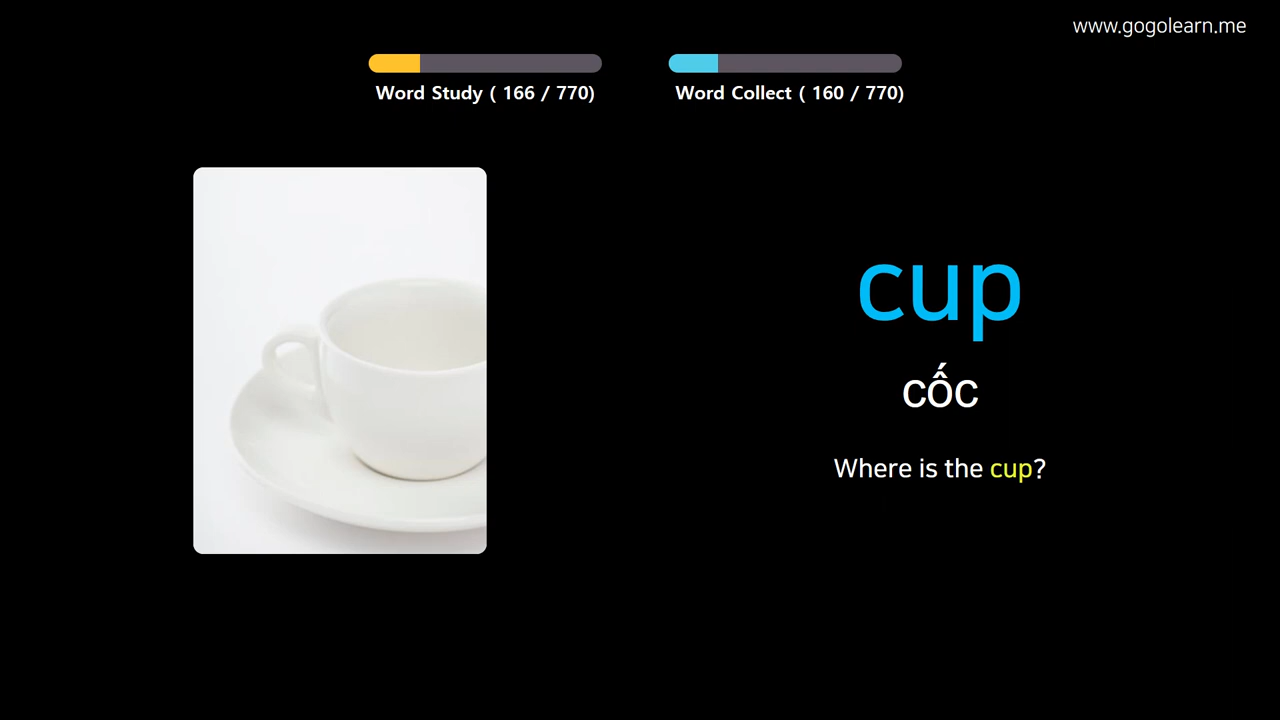 www.gogolearn.me
Word Study ( 166 / 770)
Word Collect ( 160 / 770)
cup
cốc
Where is the cup?